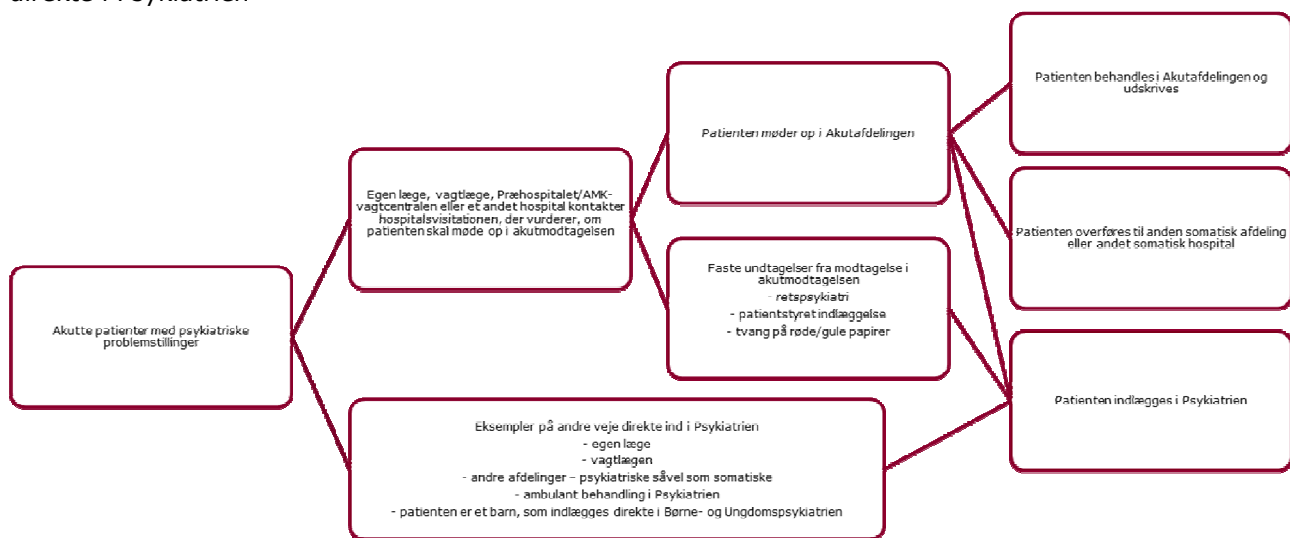 direkte i Psykiatrien
Akutte patienter med psykiatriske
problemstillinger
Egen læge, vagtlæge, Præhospitalet/AMK-
vagtcentralen eller et andet hospital kontakter
hospitalsvisitationen, der vurderer, om
patienten skal møde op i akutmodtagelsen
Eksempler på andre veje direkte ind i Psykiatrien
- egen læge
- vagtlægen
- andre afdelinger – psykiatriske såvel som somatiske
- ambulant behandling i Psykiatrien
- patienten er et barn, som indlægges direkte i Børne- og Ungdomspsykiatrien
Patienten møder op i Akutafdelingen
Faste undtagelser fra modtagelse i
akutmodtagelsen
- retspsykiatri
- patientstyret indlæggelse
- tvang på røde/gule papirer
Patienten behandles i Akutafdelingen og
udskrives
Patienten overføres til anden somatisk afdeling
eller andet somatisk hospital
Patienten indlægges i Psykiatrien